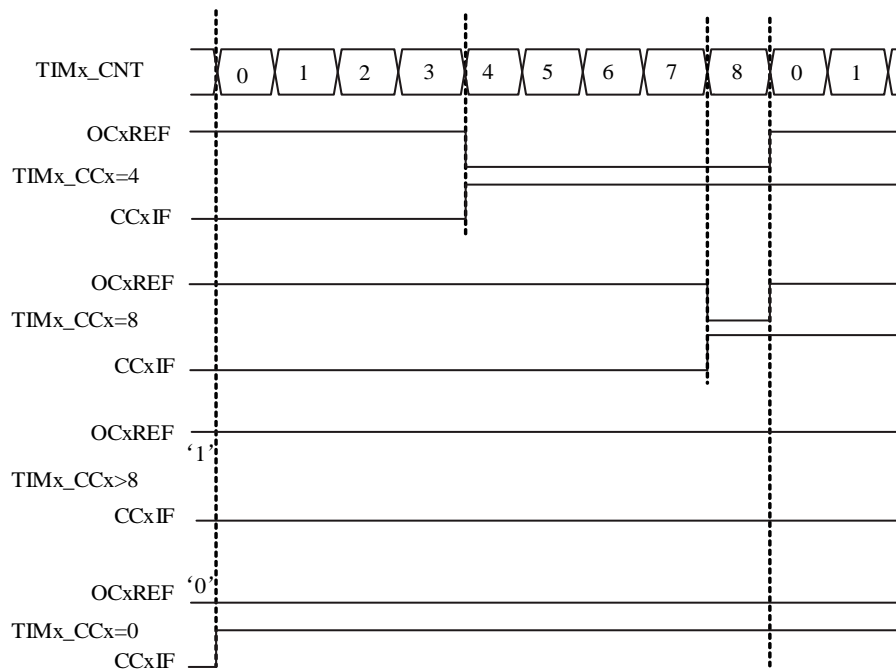 TIMx_CNT 0 1 2 3 4 5 6 7 8 0 1
OCxREF
TIMx_CCx=4
CCxIF
OCxREF
TIMx_CCx=8
CCxIF
OCxREF
‘1’
TIMx_CCx>8
CCxIF
OCxREF ‘0’
TIMx_CCx=0
CCxIF